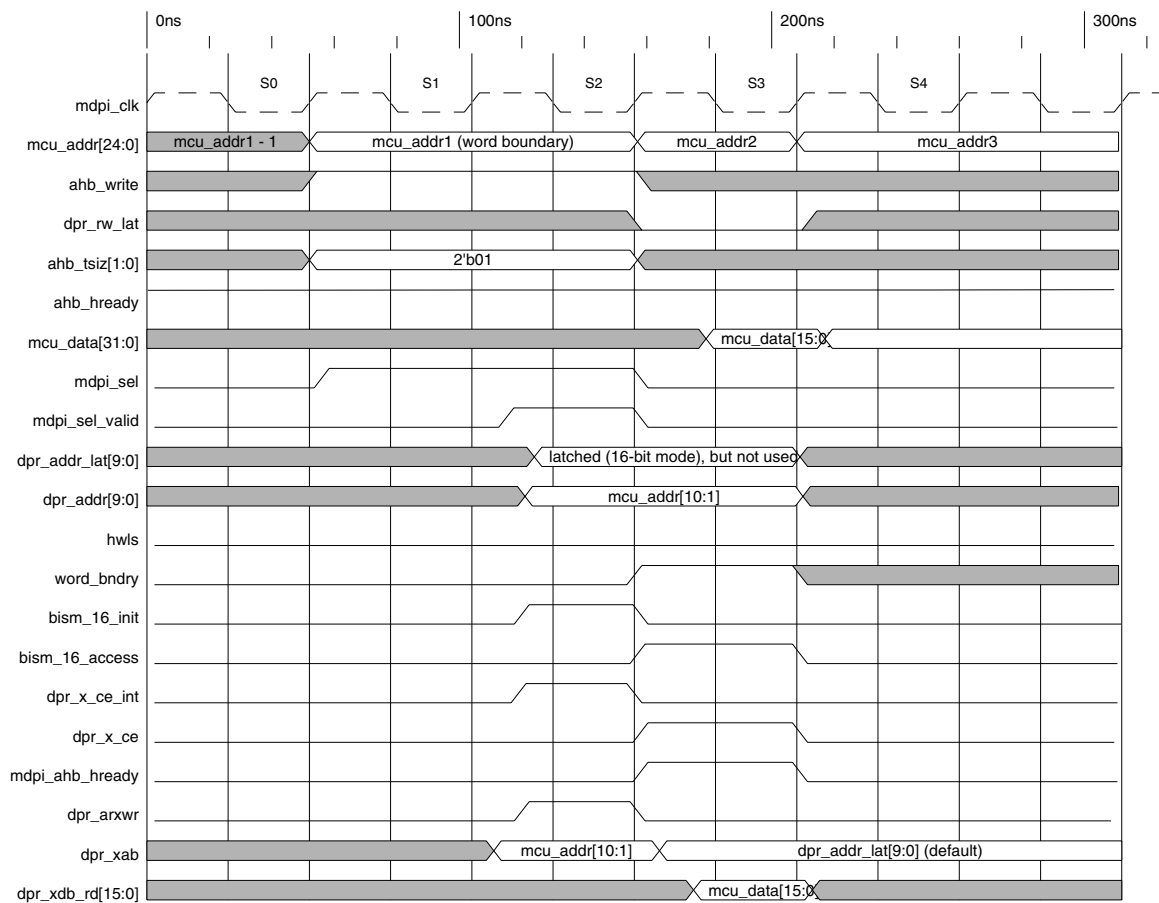 0ns 100ns 200ns 300ns
S0 S1 S2 S3 S4
mdpi_clk
mcu_addr[24:0] mcu_addr1 - 1 mcu_addr1 (word boundary) mcu_addr2 mcu_addr3
ahb_write
dpr_rw_lat
ahb_tsiz[1:0] 2'b01
ahb_hready
mcu_data[31:0] mcu_data[15:0]
mdpi_sel
mdpi_sel_valid
dpr_addr_lat[9:0] latched (16-bit mode), but not used
dpr_addr[9:0] mcu_addr[10:1]
hwls
word_bndry
bism_16_init
bism_16_access
dpr_x_ce_int
dpr_x_ce
mdpi_ahb_hready
dpr_arxwr
dpr_xab mcu_addr[10:1] dpr_addr_lat[9:0] (default)
dpr_xdb_rd[15:0] mcu_data[15:0]